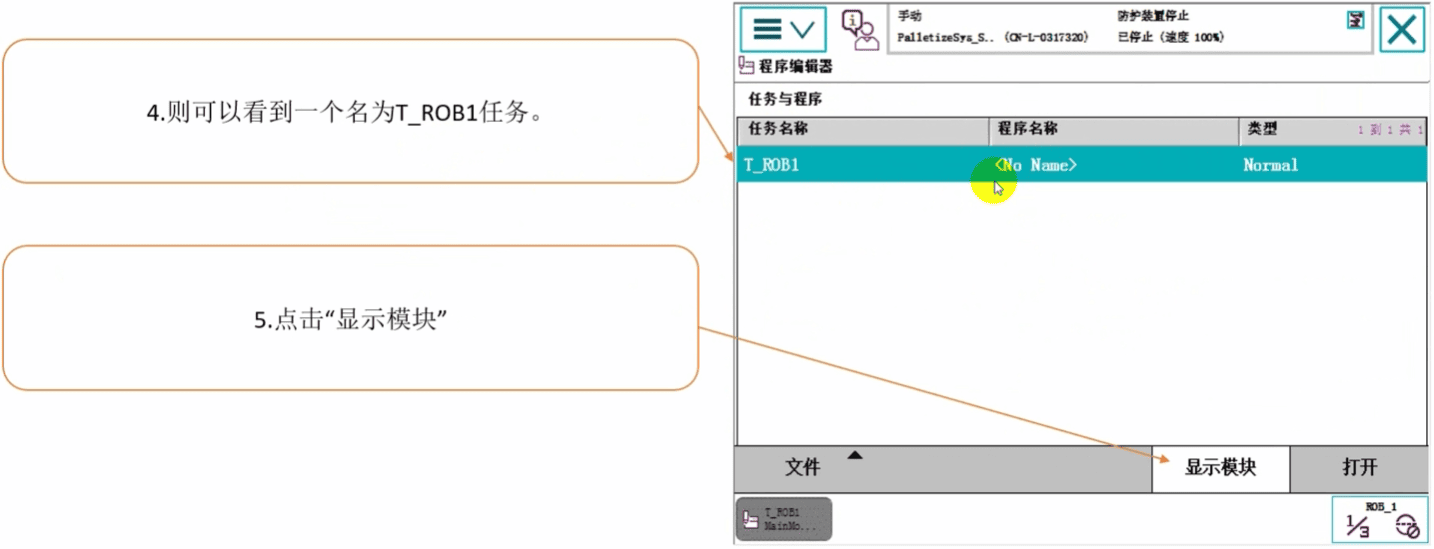 4.则可以看到一个名为T_ROB1任务。
5.点击“显示模块”
手动
防护装置停止
PalletizeSys_S.. (CN-L-0317320)
已停止 (速度 100%)
程序编辑器
任务与程序
任务名称
程序名称
类型
1 到 1 共 1
T_ROB1
<No Name>
Normal
文件
显示模块
打开
T_ROB1
MainMo...
ROB_1
1/3